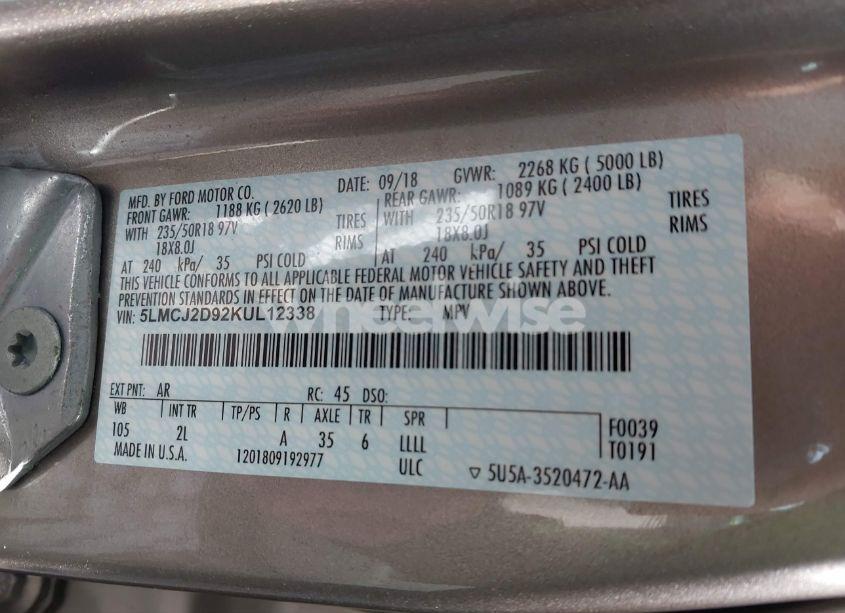 MFD. BY FORD MOTOR CO. DATE: 09/18 GVWR: 2268 KG ( 5000 LB)
FRONT GAWR: 1188 KG ( 2620 LB) REAR GAWR: 1089 KG ( 2400 LB)
WITH 235/50R18 97V TIRES WITH 235/50R18 97V TIRES
18X8.0J RIMS 18X8.0J RIMS
AT 240 kPa/ 35 PSI COLD AT 240 kPa/ 35 PSI COLD
THIS VEHICLE CONFORMS TO ALL APPLICABLE FEDERAL MOTOR VEHICLE SAFETY AND THEFT
PREVENTION STANDARDS IN EFFECT ON THE DATE OF MANUFACTURE SHOWN ABOVE.
VIN: 5LMCJ2D92KUL12338 TYPE: MPV
wheelwise
EXT PNT: AR RC: 45 DSO:
WB INT TR TP/PS R AXLE TR SPR
105 2L A 35 6 LLLL F0039
MADE IN U.S.A. 1201809192977 ULC T0191
5U5A-3520472-AA